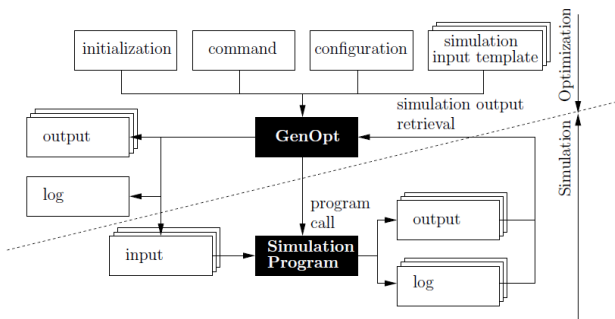 initialization
command
configuration
simulation
input template
Optimization
simulation output
retrieval
output
GenOpt
Simulation
log
program
call
output
input
Simulation
Program
log